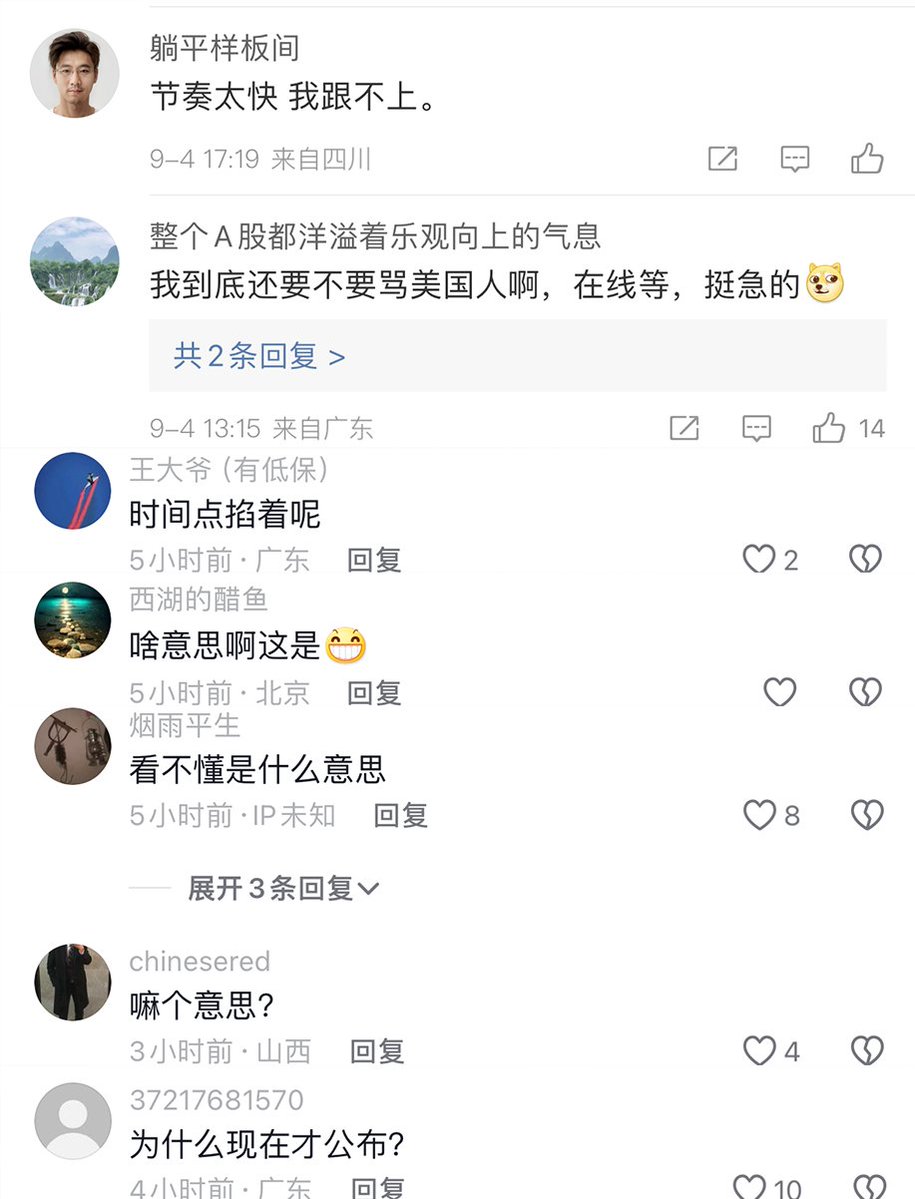 躺平样板间
节奏太快 我跟不上。
9-4 17:19 来自四川
整个A股都洋溢着乐观向上的气息
我到底还要不要骂美国人啊，在线等，挺急的
共2条回复 >
9-4 13:15 来自广东
14
王大爷（有低保）
时间点掐着呢
5小时前 · 广东 回复
2
西湖的醋鱼
啥意思啊这是
5小时前 · 北京 回复
烟雨平生
看不懂是什么意思
5小时前 · IP未知 回复
8
展开3条回复
chinesered
嘛个意思?
3小时前 · 山西 回复
4
37217681570
为什么现在才公布?
4小时前 · 广东 回复
10